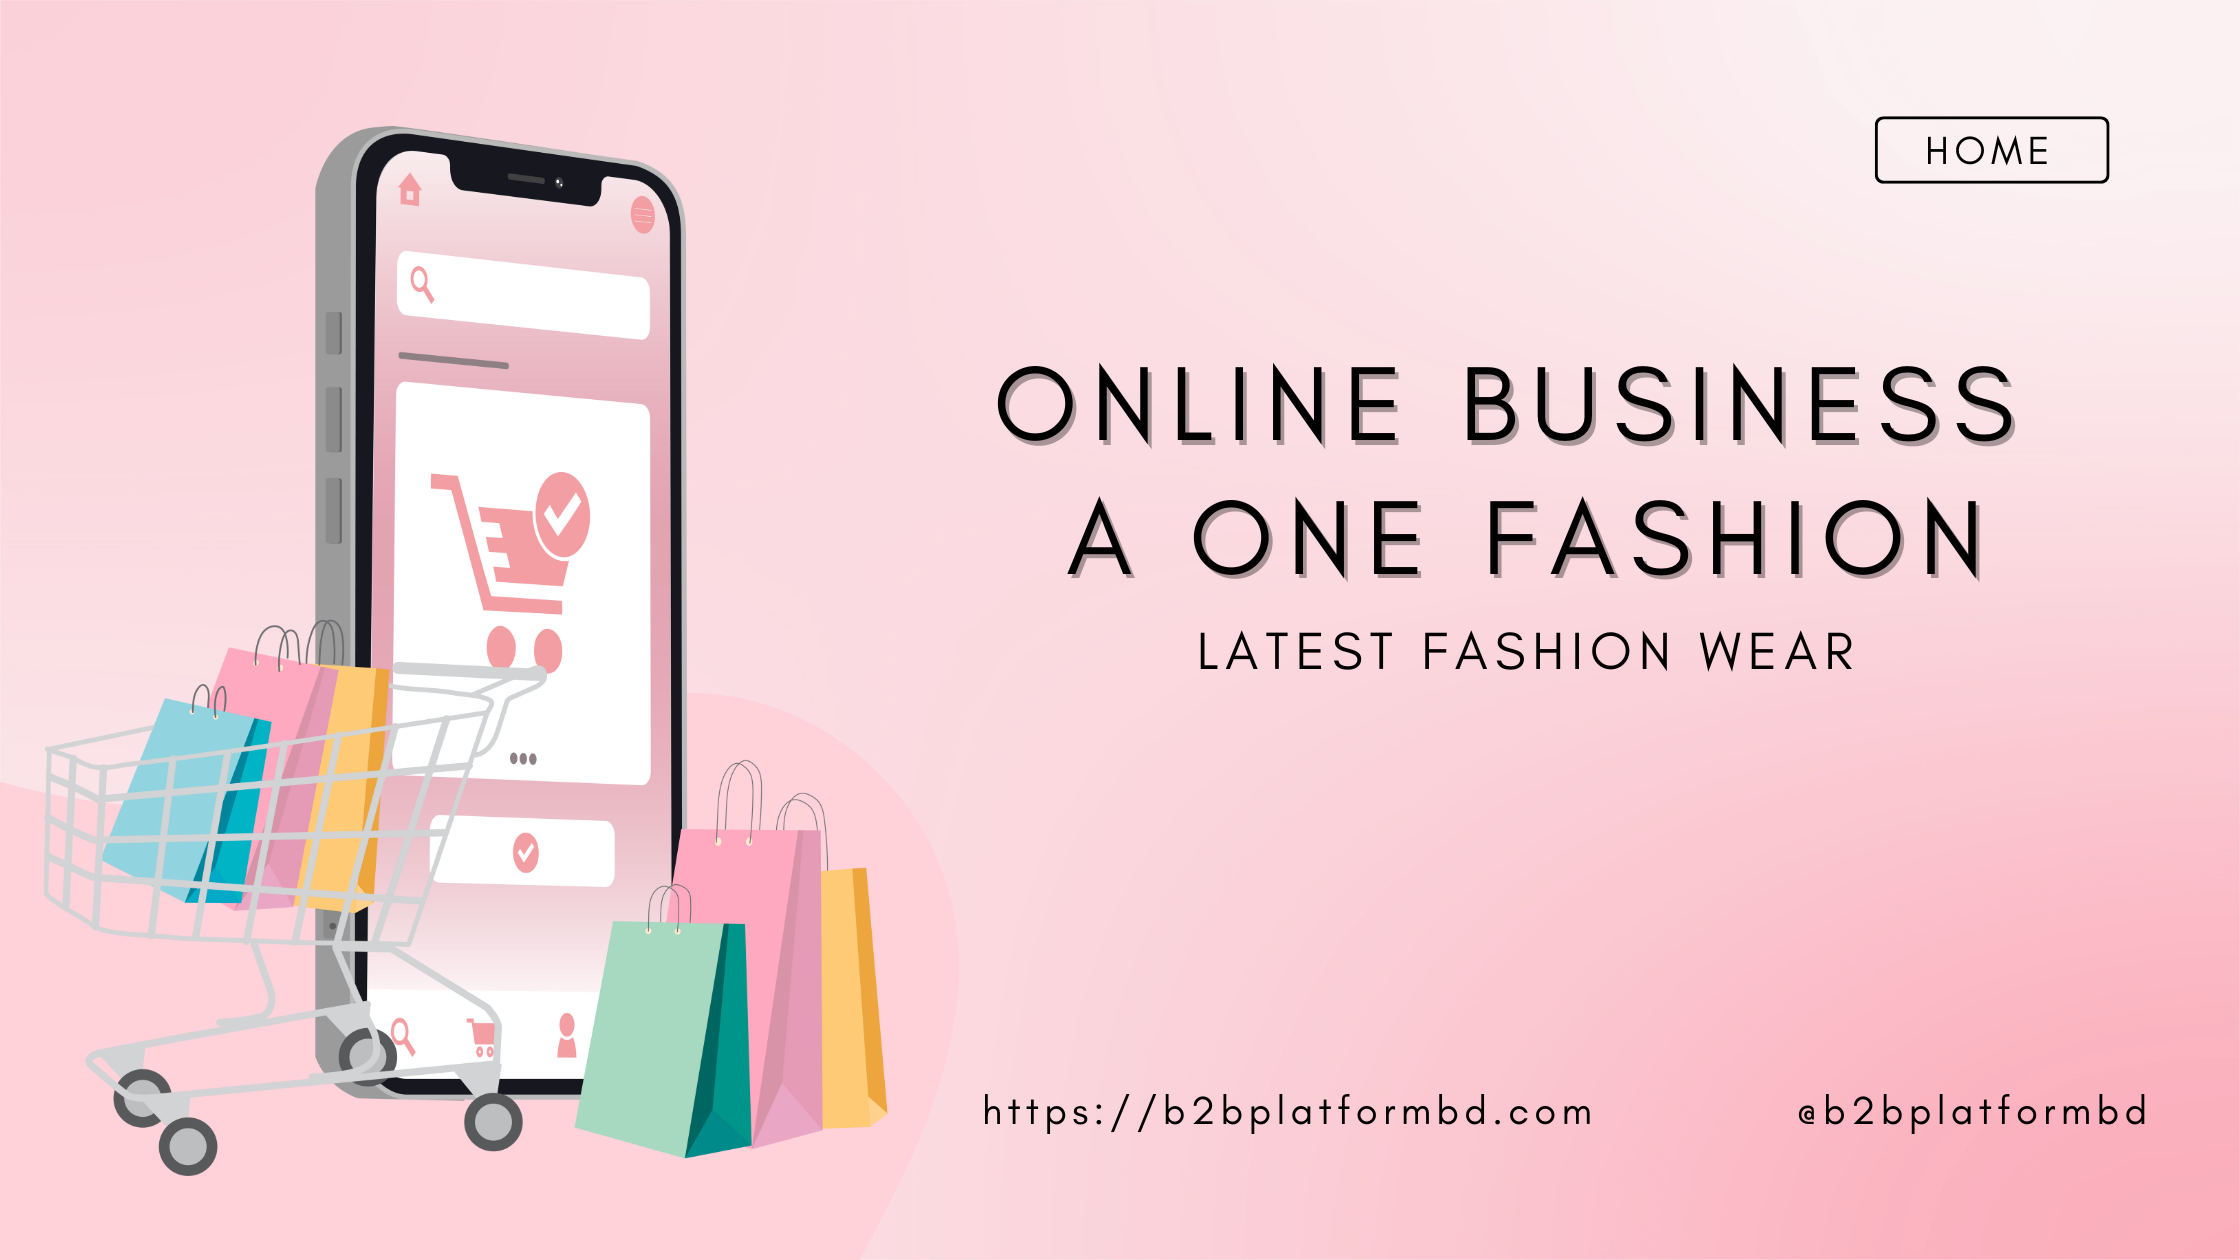 HOME
ONLINE BUSINESS
A ONE FASHION
LATEST FASHION WEAR
https://b2bplatformbd.com
@b2bplatformbd